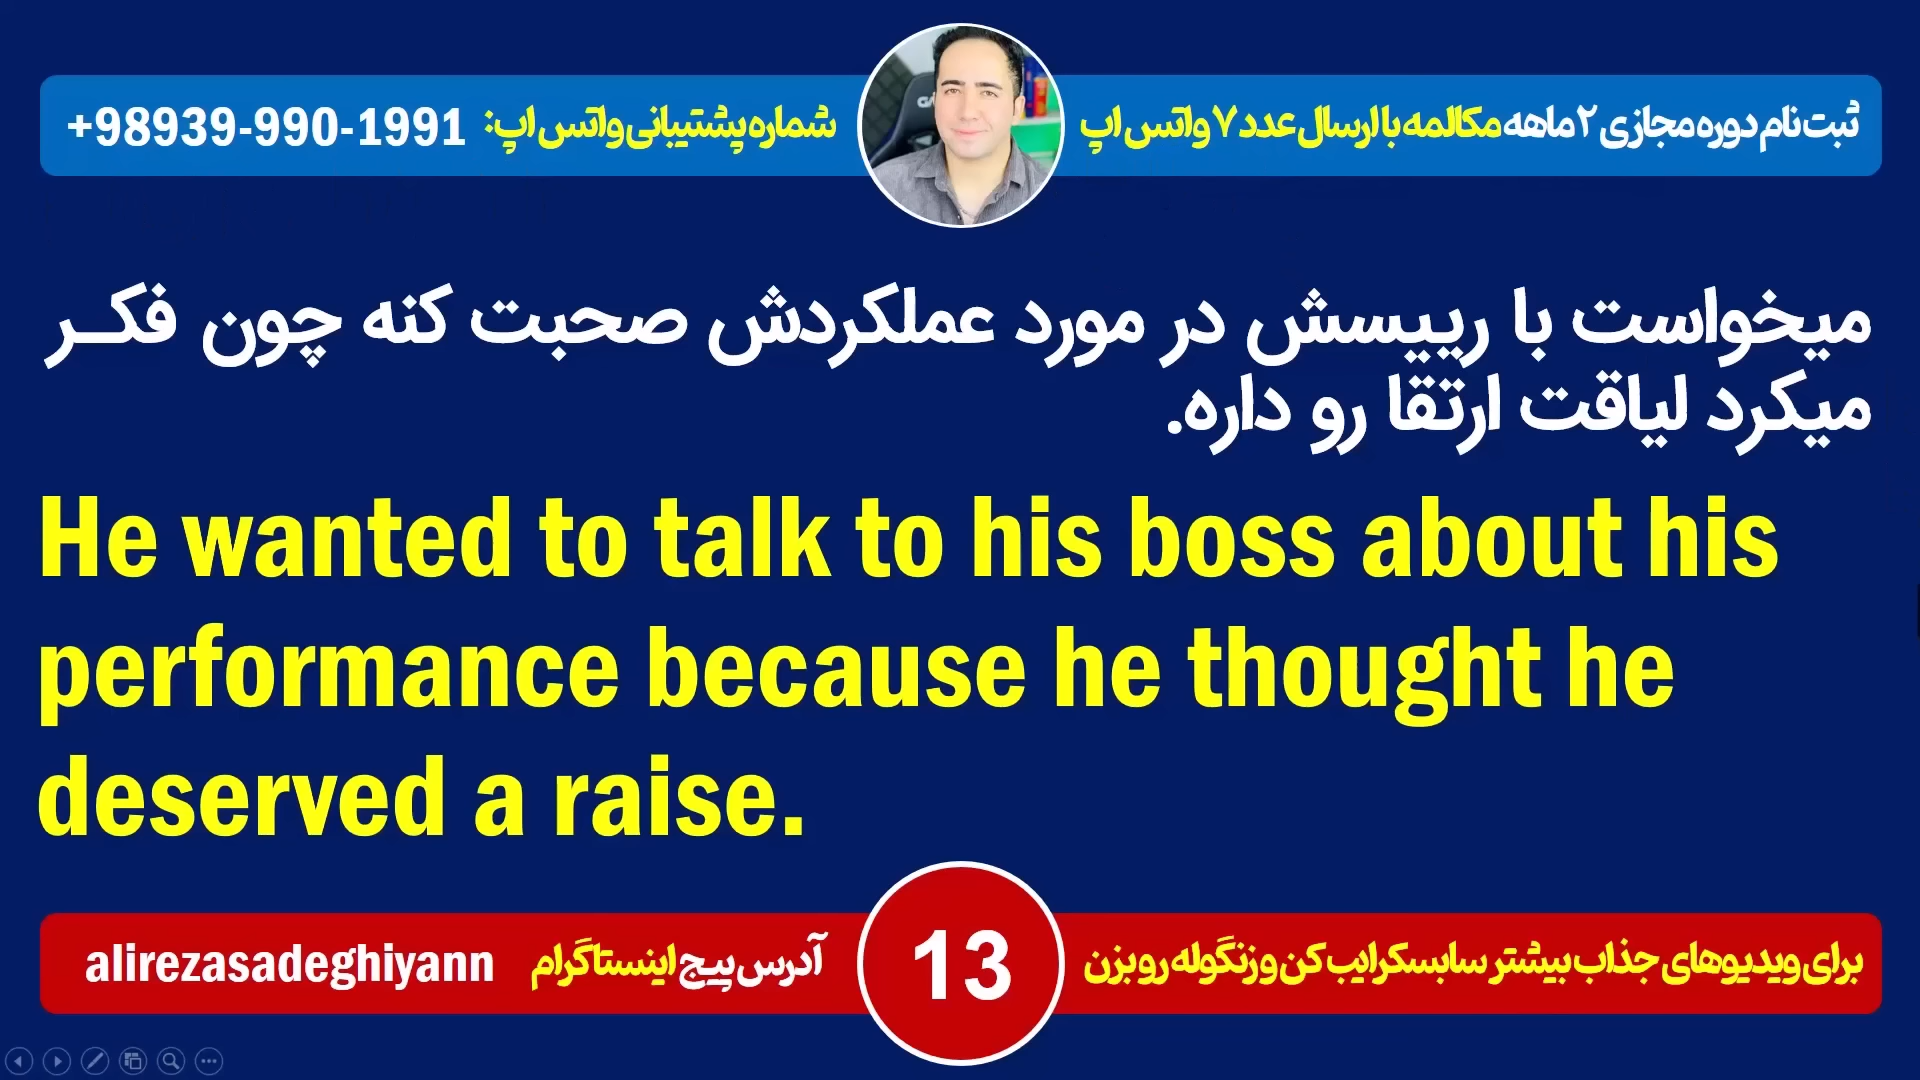 ثبت نام دوره مجازی ۲ ماهه مکالمه با ارسال عدد ۷ واتس اپ
شماره پشتیبانی واتس اپ: +98939-990-1991
میخواست با رییسش در مورد عملکردش صحبت کنه چون فکر
میکرد لیاقت ارتقا رو داره.
He wanted to talk to his boss about his
performance because he thought he
deserved a raise.
برای ویدیوهای جذاب بیشتر سابسکرایب کن و زنگوله رو بزن
13
آدرس پیج اینستاگرام alirezasadeghiyann